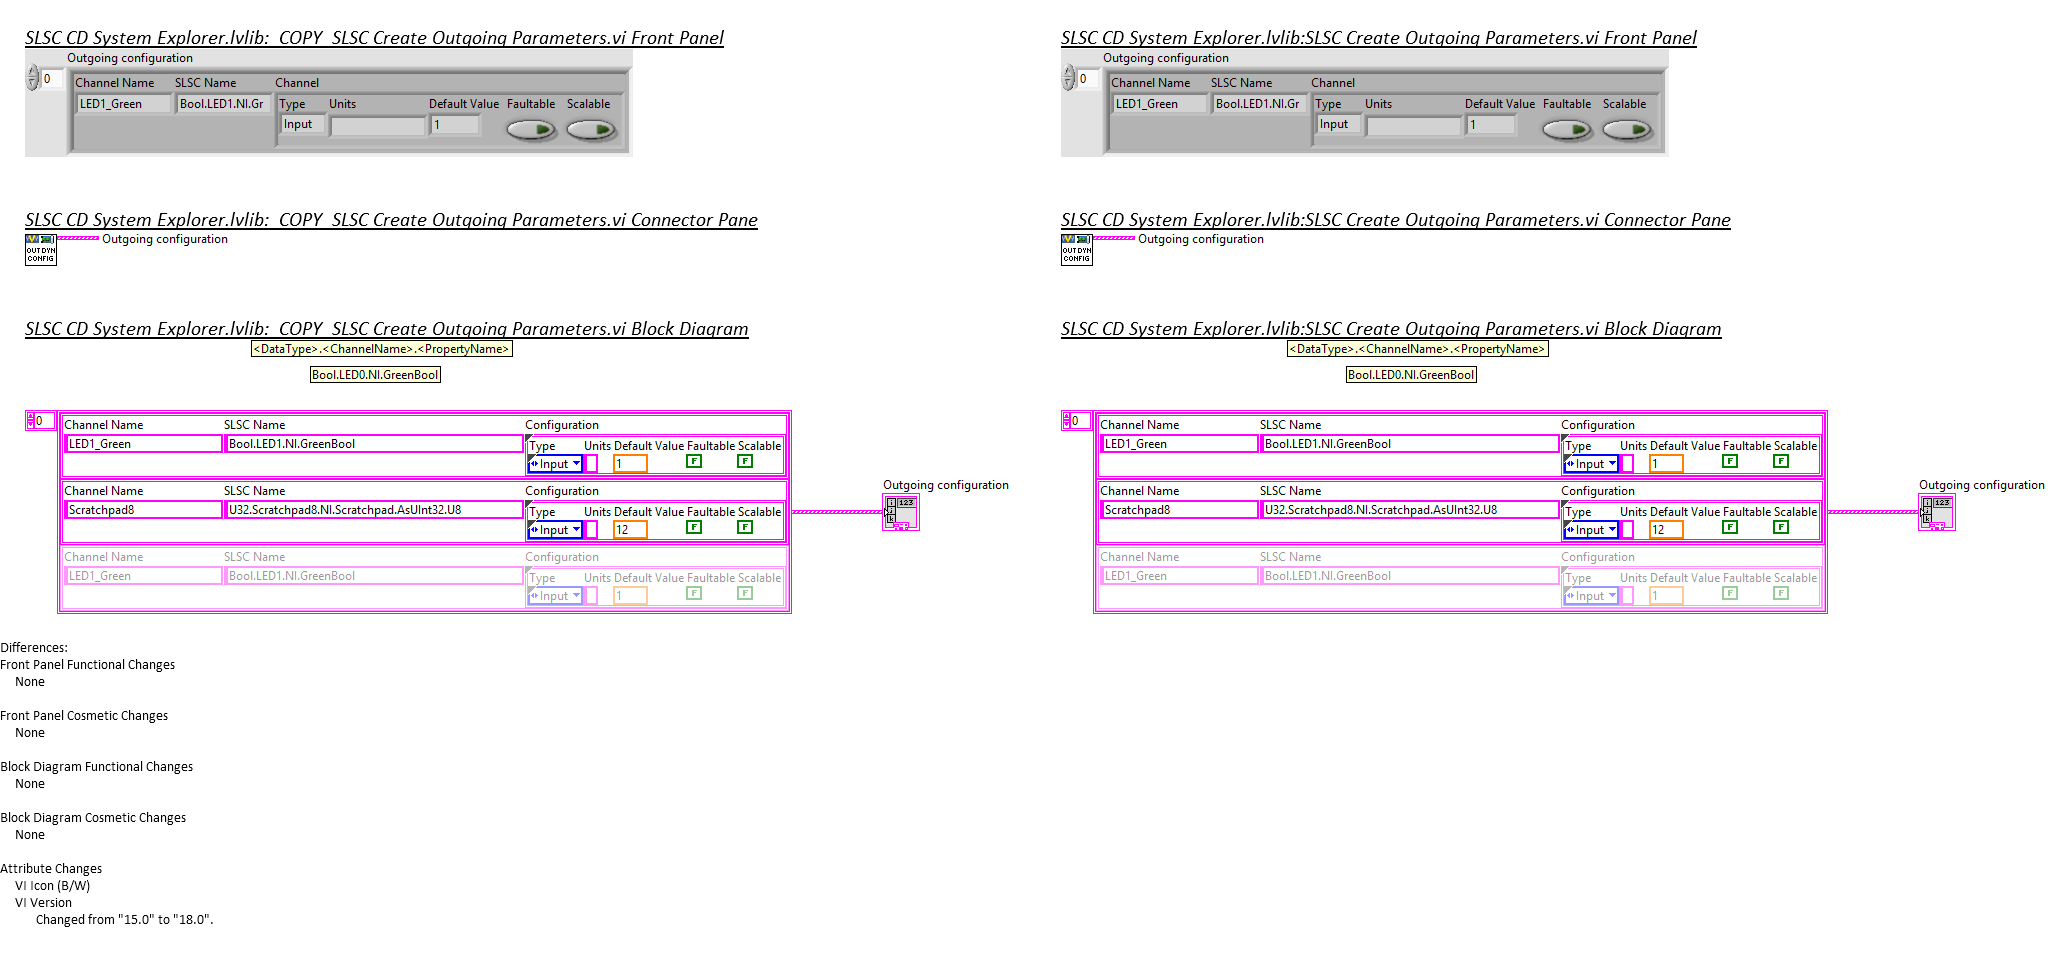 SLSC CD System Explorer.lvlib:_COPY_SLSC Create Outgoing Parameters.vi Front Panel
Outgoing configuration
0
Channel Name SLSC Name Channel
LED1_Green Bool.LED1.NI.Gr Type Units Default Value Faultable Scalable
Input 1
SLSC CD System Explorer.lvlib:_COPY_SLSC Create Outgoing Parameters.vi Connector Pane
Outgoing configuration
OUT DYN
CONFIG
SLSC CD System Explorer.lvlib:_COPY_SLSC Create Outgoing Parameters.vi Block Diagram
<DataType>.<ChannelName>.<PropertyName>
Bool.LED0.NI.GreenBool
0
Channel Name SLSC Name Configuration
LED1_Green Bool.LED1.NI.GreenBool Type Units Default Value Faultable Scalable
Input 1 F F
Channel Name SLSC Name Configuration
Scratchpad8 U32.Scratchpad8.NI.Scratchpad.AsUInt32.U8 Type Units Default Value Faultable Scalable
Input 12 F F
Channel Name SLSC Name Configuration
LED1_Green Bool.LED1.NI.GreenBool Type Units Default Value Faultable Scalable
Input 1 F F
Outgoing configuration
123
SLSC CD System Explorer.lvlib:SLSC Create Outgoing Parameters.vi Front Panel
Outgoing configuration
0
Channel Name SLSC Name Channel
LED1_Green Bool.LED1.NI.Gr Type Units Default Value Faultable Scalable
Input 1
SLSC CD System Explorer.lvlib:SLSC Create Outgoing Parameters.vi Connector Pane
Outgoing configuration
OUT DYN
CONFIG
SLSC CD System Explorer.lvlib:SLSC Create Outgoing Parameters.vi Block Diagram
<DataType>.<ChannelName>.<PropertyName>
Bool.LED0.NI.GreenBool
0
Channel Name SLSC Name Configuration
LED1_Green Bool.LED1.NI.GreenBool Type Units Default Value Faultable Scalable
Input 1 F F
Channel Name SLSC Name Configuration
Scratchpad8 U32.Scratchpad8.NI.Scratchpad.AsUInt32.U8 Type Units Default Value Faultable Scalable
Input 12 F F
Channel Name SLSC Name Configuration
LED1_Green Bool.LED1.NI.GreenBool Type Units Default Value Faultable Scalable
Input 1 F F
Outgoing configuration
123
Differences:
Front Panel Functional Changes
None
Front Panel Cosmetic Changes
None
Block Diagram Functional Changes
None
Block Diagram Cosmetic Changes
None
Attribute Changes
VI Icon (B/W)
VI Version
Changed from "15.0" to "18.0".